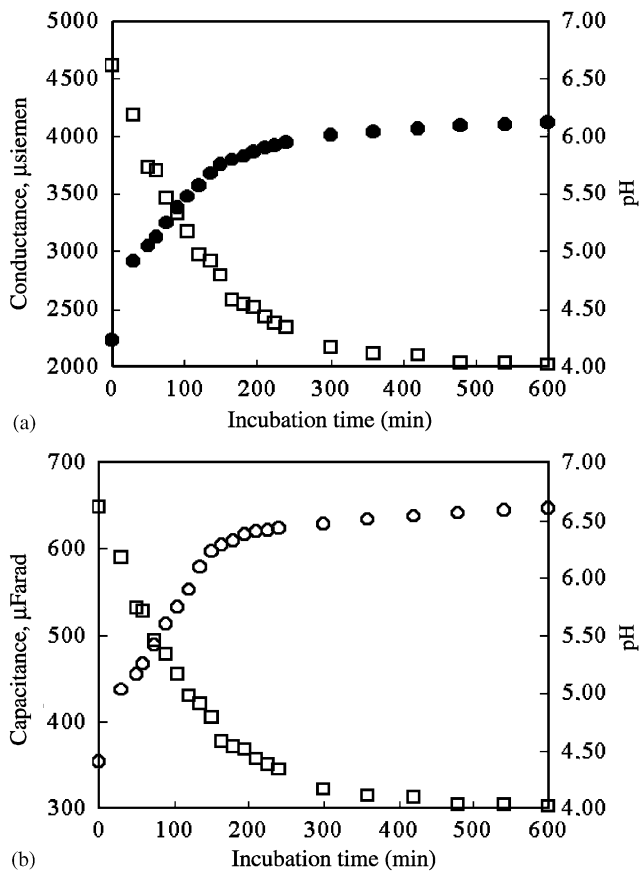 5000
4500
4000
3500
3000
2500
2000
Conductance, μsiemen
7.00
6.50
6.00
5.50
5.00
4.50
4.00
pH
0 100 200 300 400 500 600
Incubation time (min)
(a)
700
600
500
400
300
Capacitance, μFarad
7.00
6.50
6.00
5.50
5.00
4.50
4.00
pH
0 100 200 300 400 500 600
Incubation time (min)
(b)